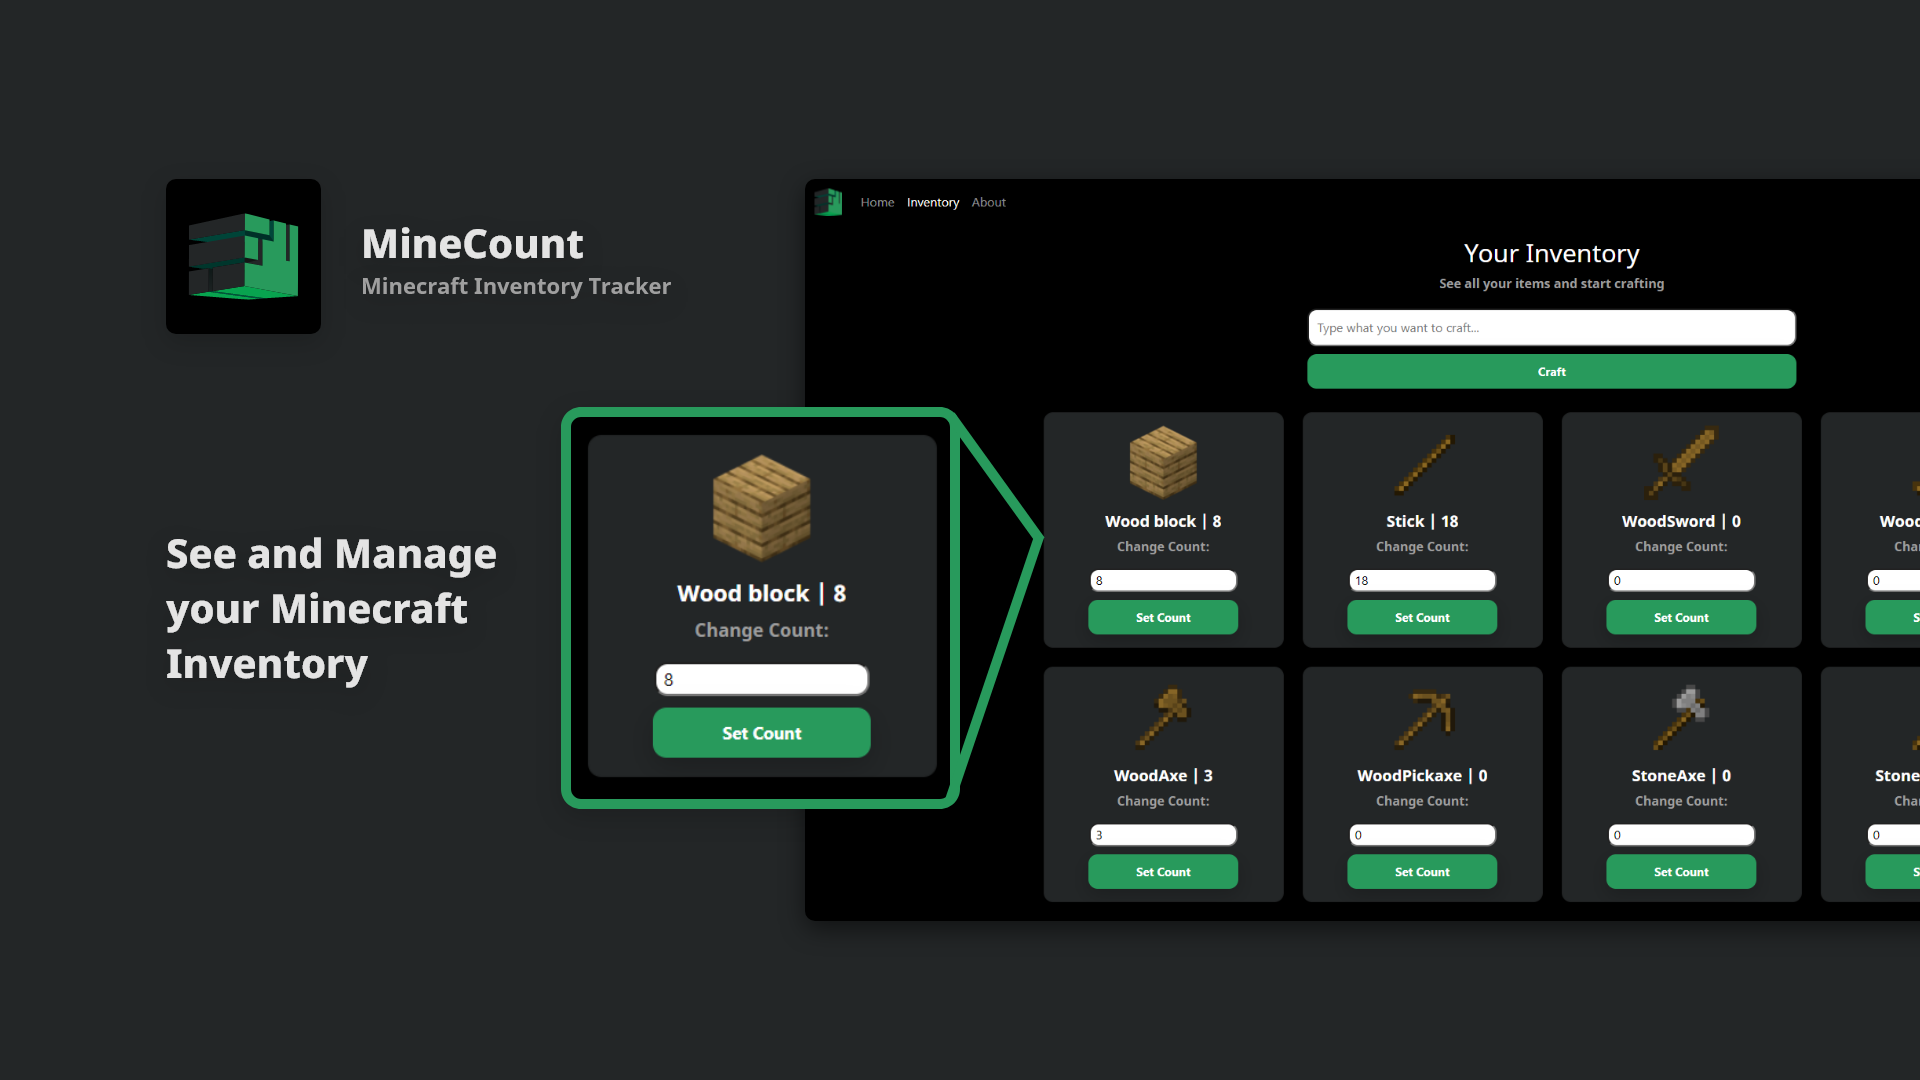 MineCount
Minecraft Inventory Tracker
See and Manage
your Minecraft
Inventory
Wood block | 8
Change Count:
8
Set Count
Home Inventory About
Your Inventory
See all your items and start crafting
Type what you want to craft...
Craft
Wood block | 8
Change Count:
8
Set Count
Stick | 18
Change Count:
18
Set Count
WoodSword | 0
Change Count:
0
Set Count
Wood
Cha
0
S
WoodAxe | 3
Change Count:
3
Set Count
WoodPickaxe | 0
Change Count:
0
Set Count
StoneAxe | 0
Change Count:
0
Set Count
Stone
Cha
0
S